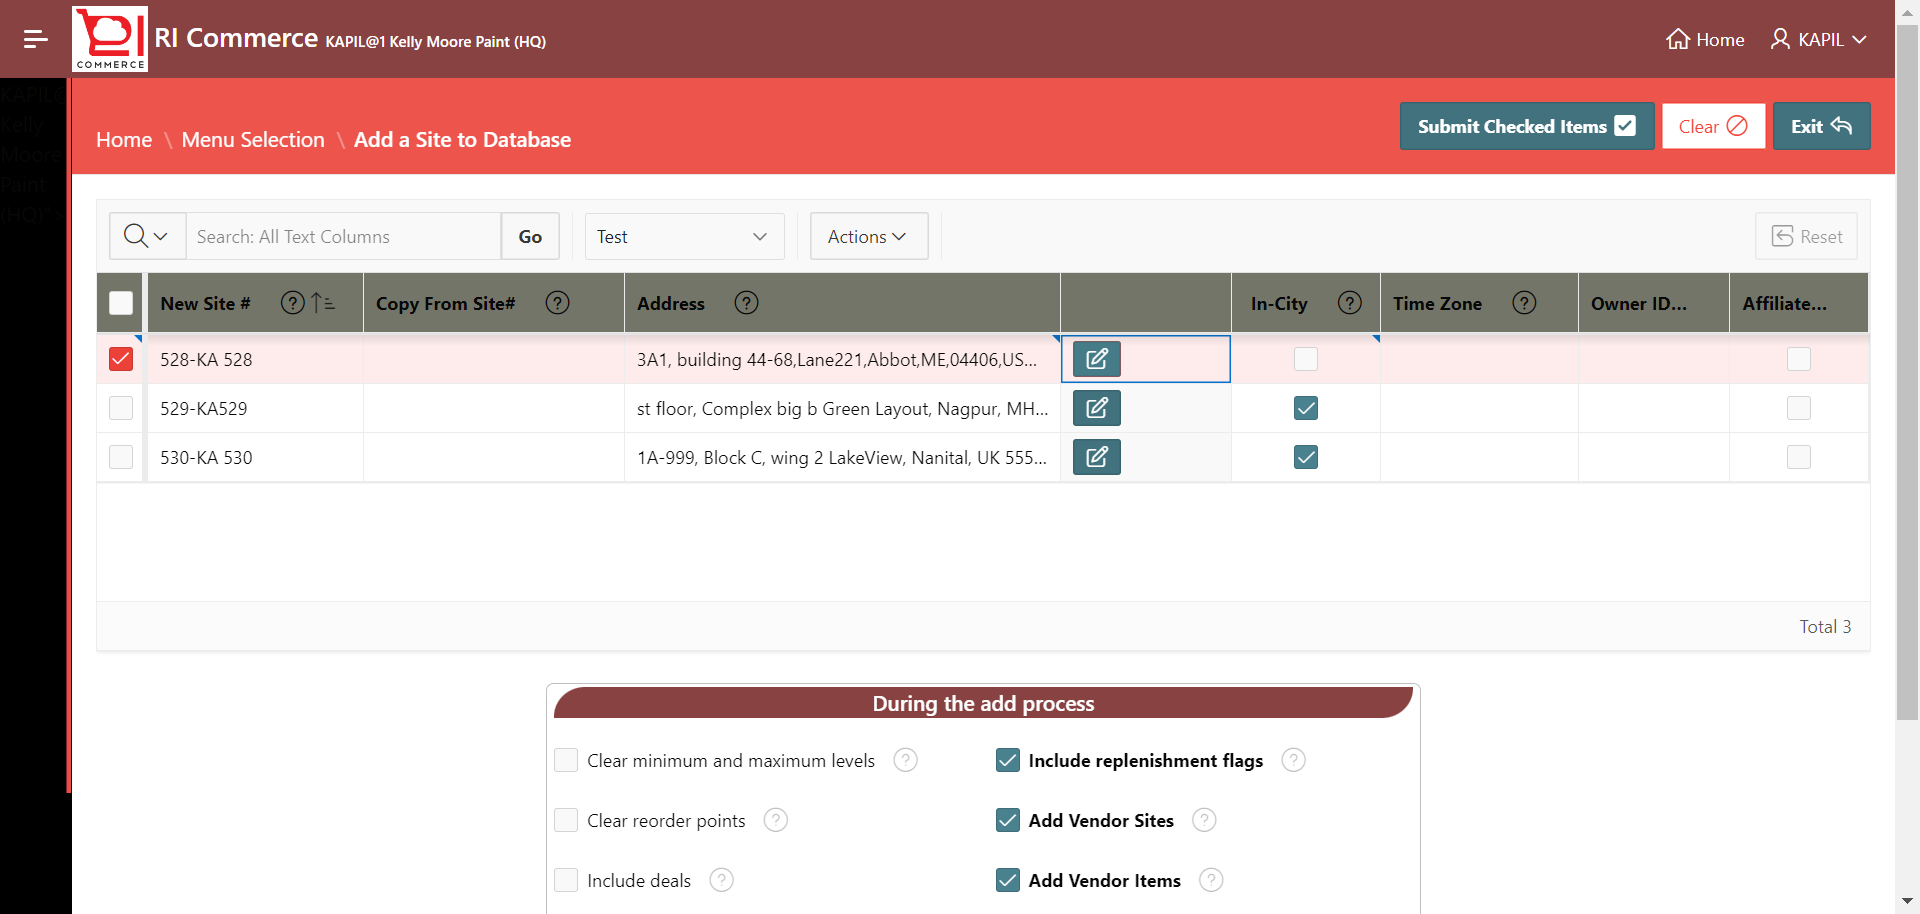 COMMERCE
RI Commerce KAPIL@1 Kelly Moore Paint (HQ)
Home
KAPIL
KAPIL@
Kelly
Moore
Paint
(HQ)
Home \ Menu Selection \ Add a Site to Database
Submit Checked Items
Clear
Exit
Search: All Text Columns
Go
Test
Actions
Reset
New Site # ? Copy From Site# ? Address ? In-City ? Time Zone ? Owner ID... Affiliate...
528-KA 528 3A1, building 44-68,Lane221,Abbot,ME,04406,US...
529-KA529 st floor, Complex big b Green Layout, Nagpur, MH...
530-KA 530 1A-999, Block C, wing 2 LakeView, Nanital, UK 555...
Total 3
During the add process
Clear minimum and maximum levels ? Include replenishment flags ?
Clear reorder points ? Add Vendor Sites ?
Include deals ? Add Vendor Items ?